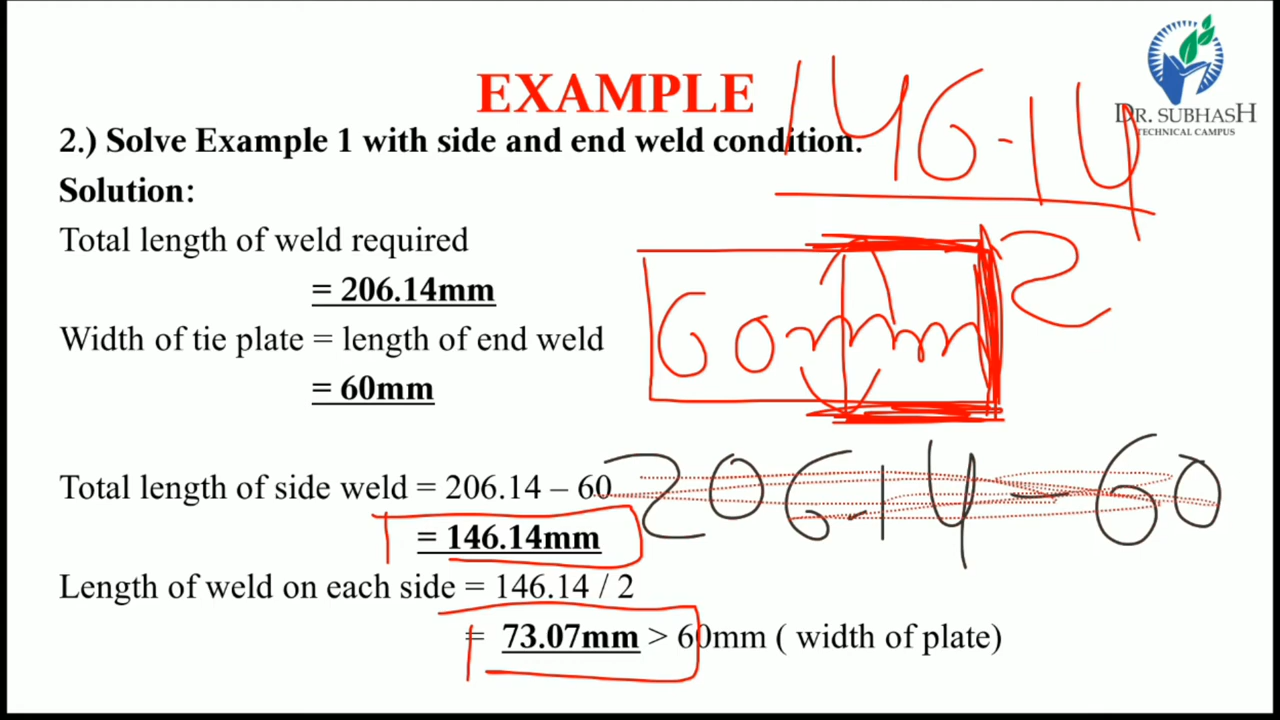 EXAMPLE
146.14
DR. SUBHASH
TECHNICAL CAMPUS
2.) Solve Example 1 with side and end weld condition.
Solution:
Total length of weld required
= 206.14mm
2
60mm
Width of tie plate = length of end weld
= 60mm
Total length of side weld = 206.14 – 60
206.14 - 60
= 146.14mm
Length of weld on each side = 146.14 / 2
= 73.07mm > 60mm ( width of plate)